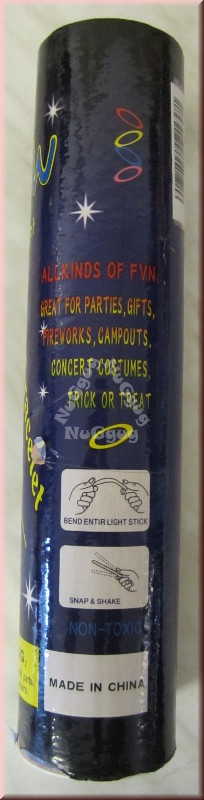 ALLKINDS OF FVN
GREAT FOR PARTIES,GIFTS,
FIREWORKS, CAMPOUTS,
CONCERT COSTUMES,
TRICK OR TREAT
NuGgug
BEND ENTIR LIGHT STICK
SNAP & SHAKE
NON-TOXIC
MADE IN CHINA